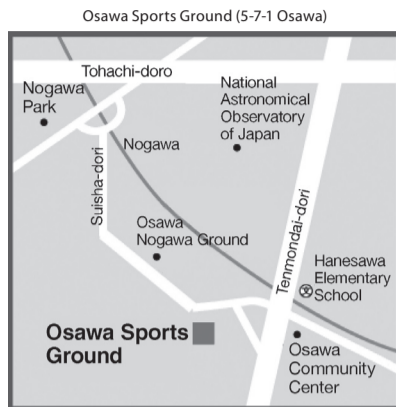 Osawa Sports Ground (5-7-1 Osawa)
Tohachi-doro
Nogawa
Park
National
Astronomical
Observatory
of Japan
Nogawa
Suisha-dori
Osawa
Nogawa Ground
Tenmondai-dori
Hanesawa
Elementary
School
Osawa Sports
Ground
Osawa
Community
Center